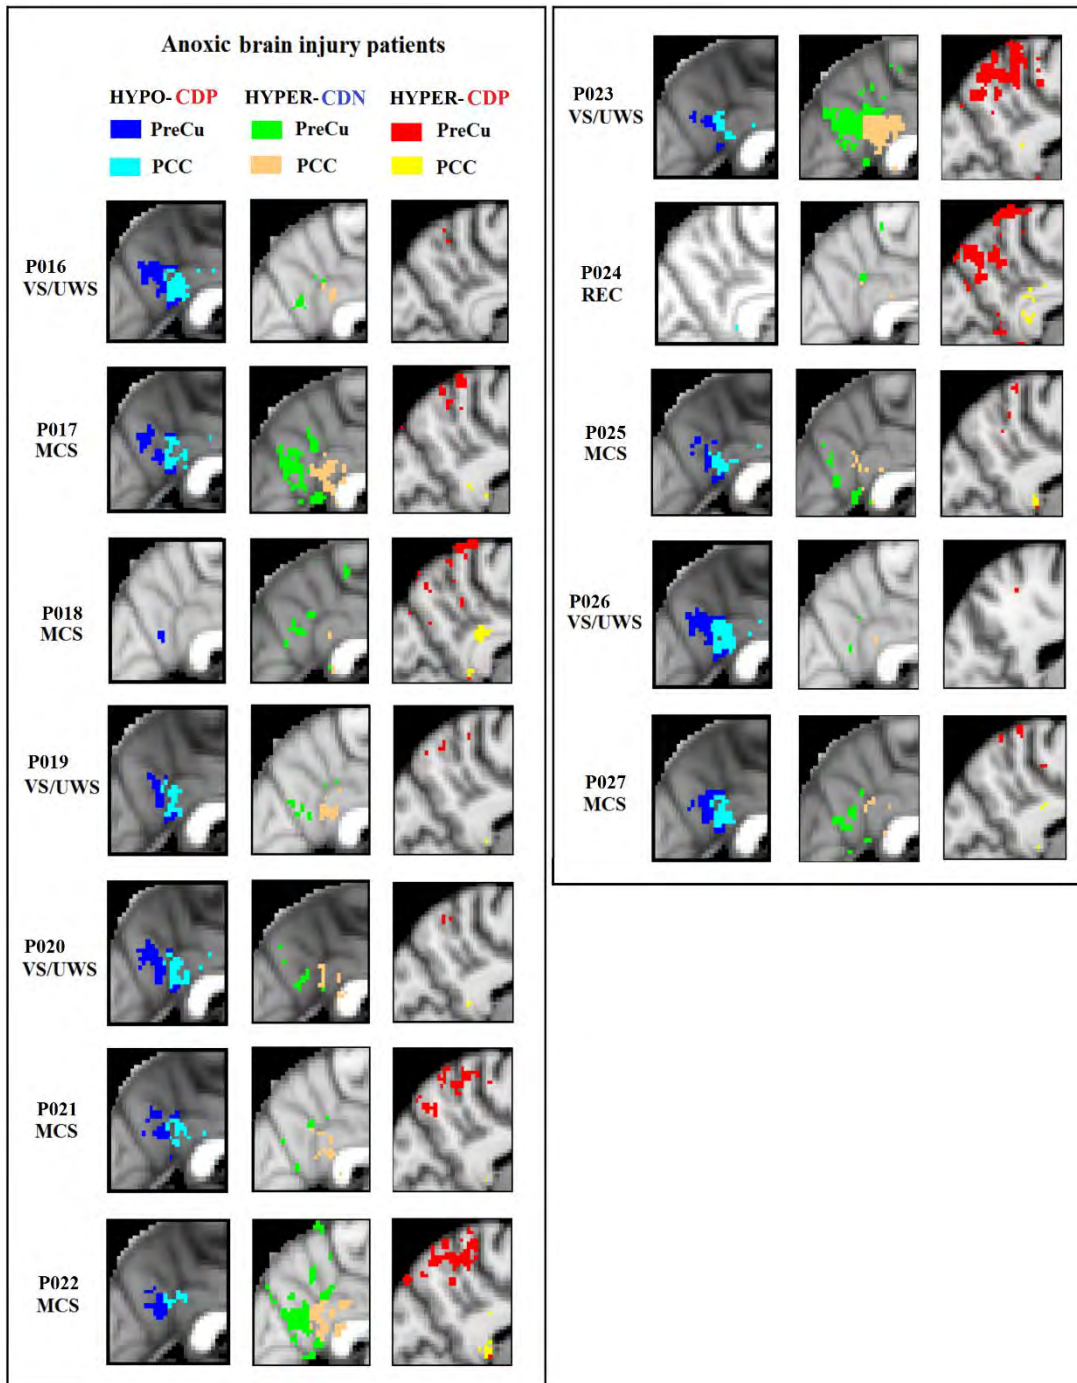 Anoxic brain injury patients
HYPO-CDP HYPER-CDN HYPER-CDP
PreCu PreCu PreCu
PCC PCC PCC
P016
VS/UWS
P017
MCS
P018
MCS
P019
VS/UWS
P020
VS/UWS
P021
MCS
P022
MCS
P023
VS/UWS
P024
REC
P025
MCS
P026
VS/UWS
P027
MCS